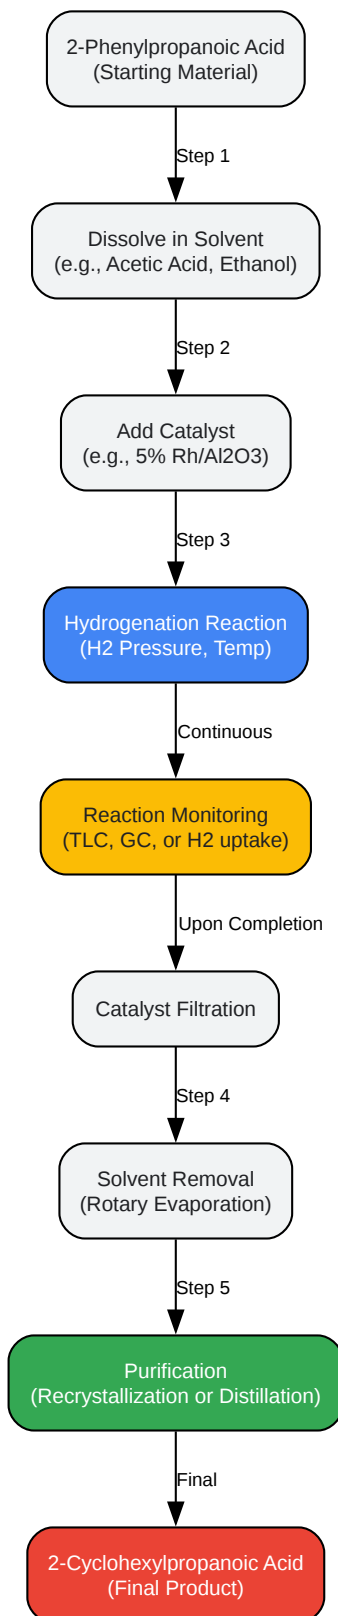 2-Phenylpropanoic Acid
(Starting Material)
Step 1
Dissolve in Solvent
(e.g., Acetic Acid, Ethanol)
Step 2
Add Catalyst
(e.g., 5% Rh/Al2O3)
Step 3
Hydrogenation Reaction
(H2 Pressure, Temp)
Continuous
Reaction Monitoring
(TLC, GC, or H2 uptake)
Upon Completion
Catalyst Filtration
Step 4
Solvent Removal
(Rotary Evaporation)
Step 5
Purification
(Recrystallization or Distillation)
Final
2-Cyclohexylpropanoic Acid
(Final Product)